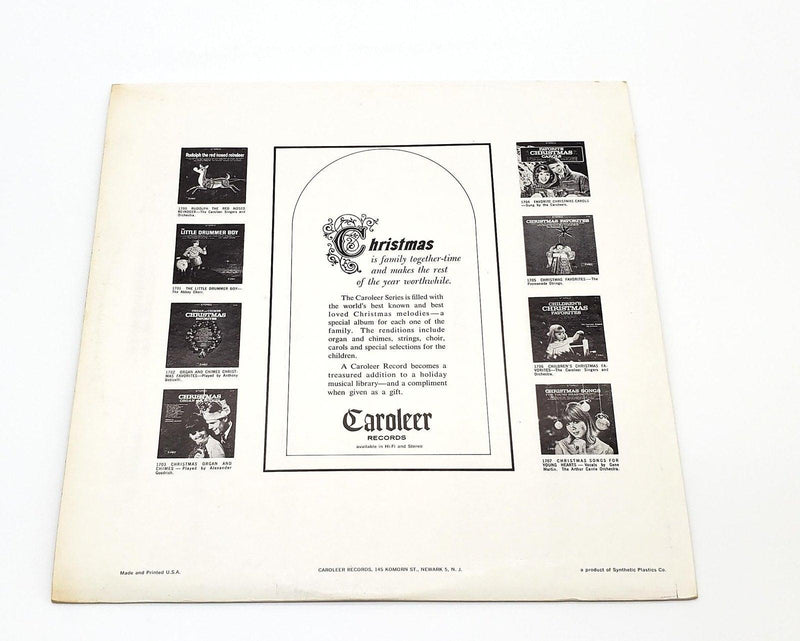 Rudolph the red nosed reindeer
1700 RUDOLPH THE RED NOSED
REINDEER—The Caroleer Singers and
Orchestra.
LITTLE DRUMMER BOY
1701 THE LITTLE DRUMMER BOY—
The Abbey Choir.
ORGAN AND CHIMES
CHRISTMAS
FAVORITES
1702 ORGAN AND CHIMES CHRIST-
MAS FAVORITES—Played by Anthony
CHRISTMAS
1703 CHRISTMAS ORGAN AND
CHIMES — Played by Alexander
Goodrich.
Christmas
is family together-time
and makes the rest
of the year worthwhile.
The Caroleer Series is filled with
the world's best known and best
loved Christmas melodies—a
special album for each one of the
family. The renditions include
organ and chimes, strings, choir,
carols and special selections for the
children.
A Caroleer Record becomes a
treasured addition to a holiday
musical library—and a compliment
when given as a gift.
Caroleer
RECORDS
available in Hi-Fi and Stereo
FAVORITE
CHRISTMAS
CAROLS
1704 FAVORITE CHRISTMAS CAROLS
—Sung by the Caroleers.
CHRISTMAS FAVORITES
1705 CHRISTMAS FAVORITES—The
Promenade Strings.
CHILDREN'S
CHRISTMAS
FAVORITES
1706 CHILDREN'S CHRISTMAS FA-
VORITES—The Caroleer Singers and
Orchestra.
CHRISTMAS SONGS
1707 CHRISTMAS SONGS FOR
YOUNG HEARTS — Vocals by Gene
Martin. The Arthur Currie Orchestra.
Made and Printed U.S.A.
CAROLEER RECORDS, 145 KOMORN ST., NEWARK 5, N. J.
a product of Synthetic Plastics Co.